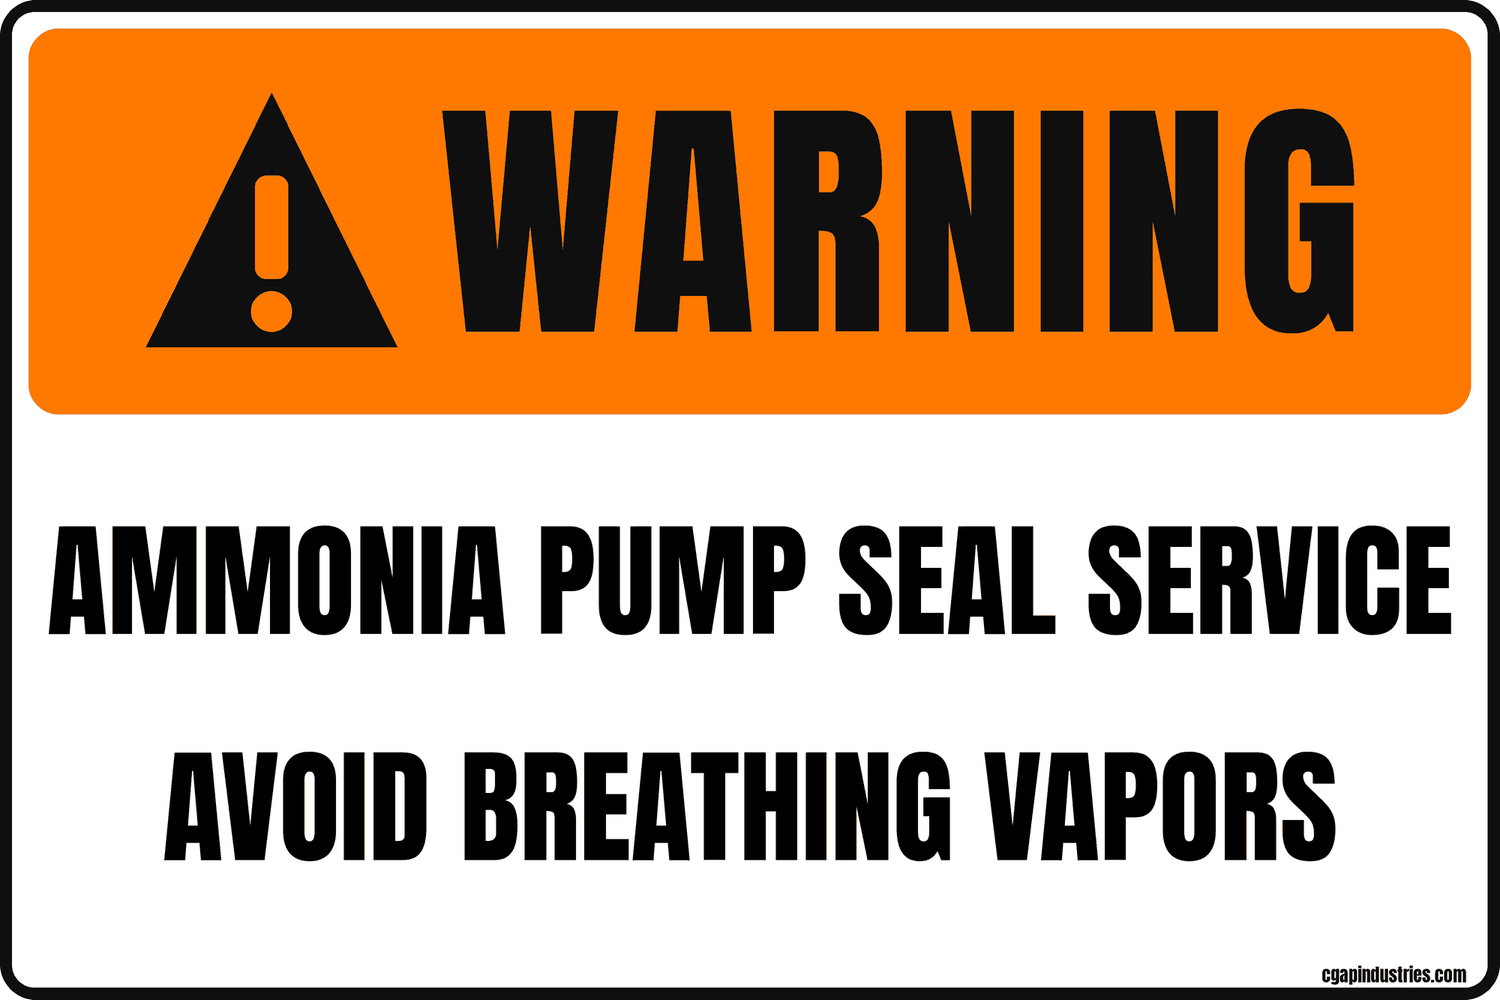 WARNING
AMMONIA PUMP SEAL SERVICE
AVOID BREATHING VAPORS
cgapindustries.com